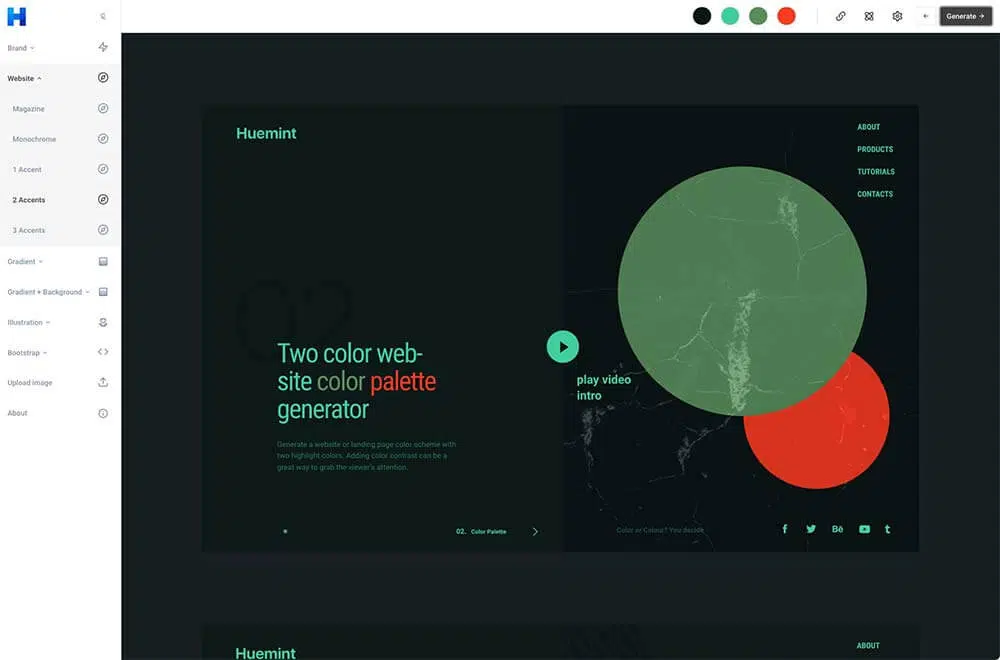 Generate →
Brand
Website
Magazine
Monochrome
1 Accent
2 Accents
3 Accents
Gradient
Gradient + Background
Illustration
Bootstrap
Upload image
About
Huemint
ABOUT
PRODUCTS
TUTORIALS
CONTACTS
02
Two color web-
site color palette
generator
play video
intro
Generate a website or landing page color scheme with
two highlight colors. Adding color contrast can be a
great way to grab the viewer's attention.
02. Color Palette
Color or Colour? You decide
Huemint
ABOUT